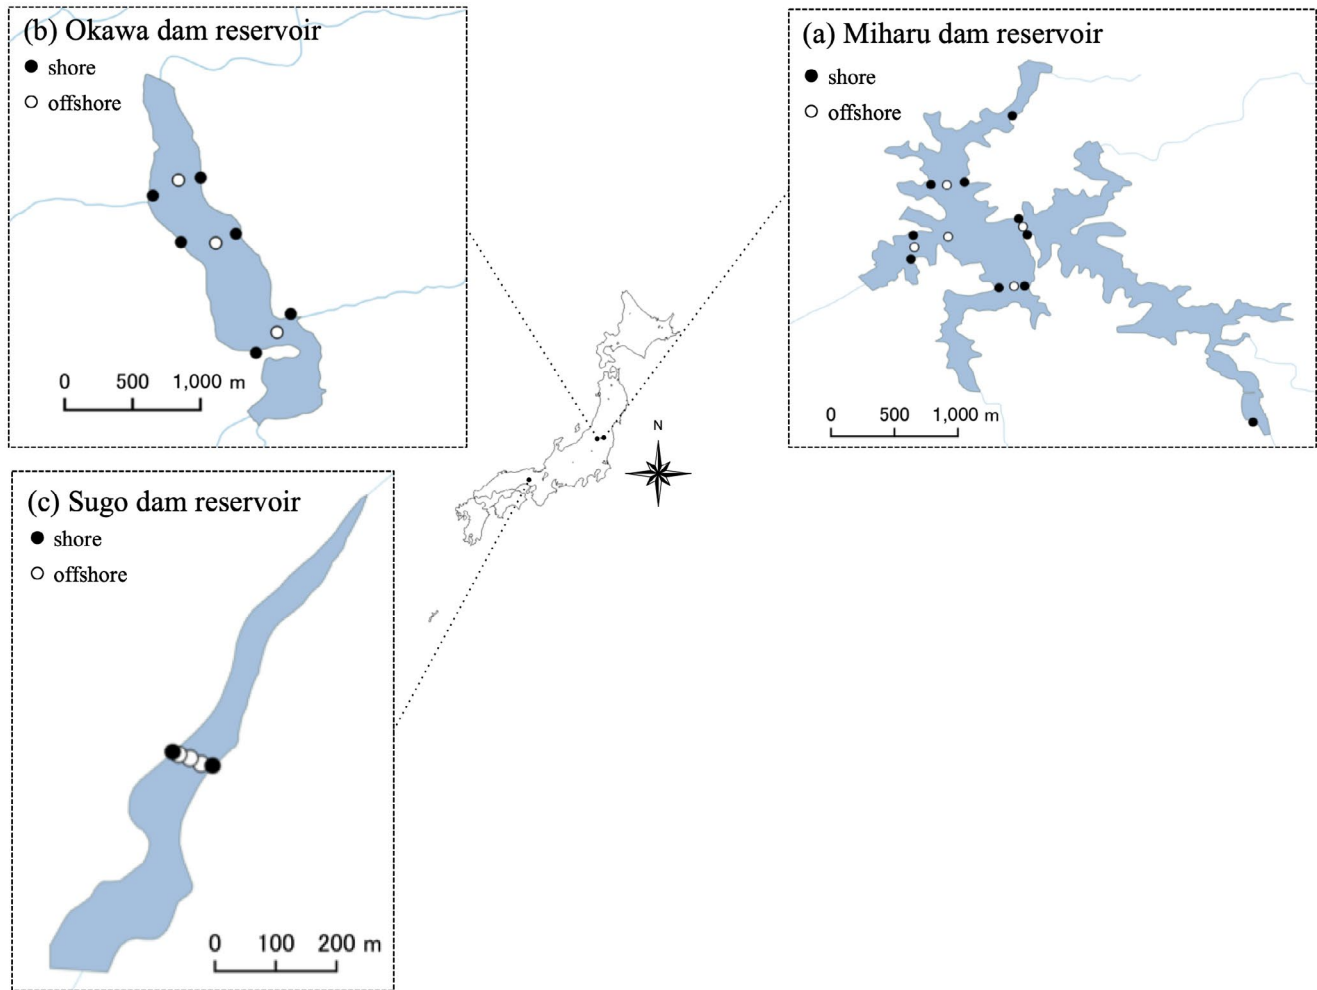 (b) Okawa dam reservoir
shore
offshore
0 500 1,000 m
(a) Miharu dam reservoir
shore
offshore
0 500 1,000 m
N
(c) Sugo dam reservoir
shore
offshore
0 100 200 m